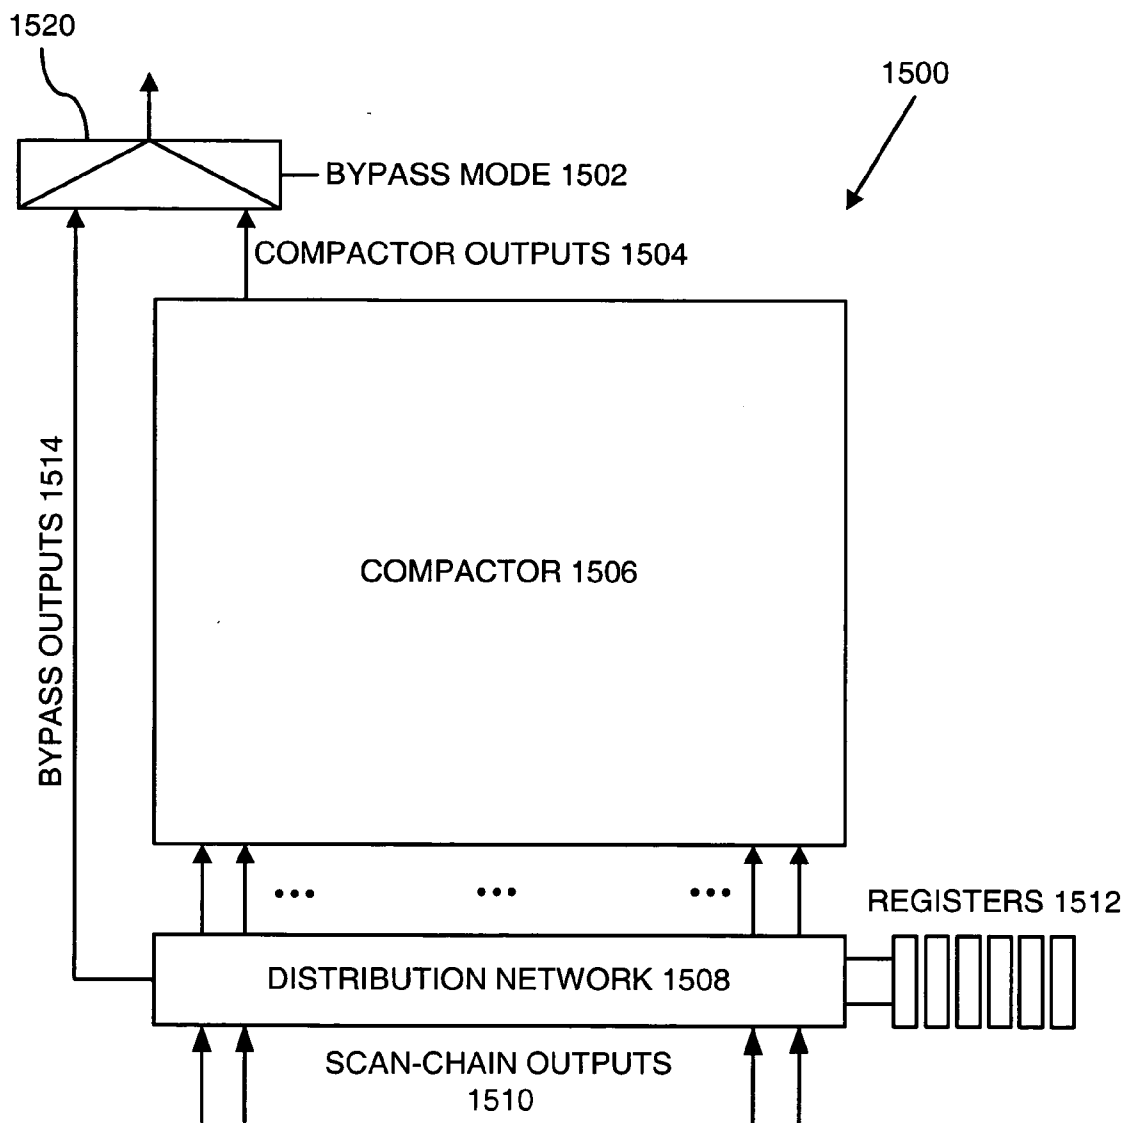 1520
1500
BYPASS MODE 1502
COMPACTOR OUTPUTS 1504
BYPASS OUTPUTS 1514
COMPACTOR 1506
REGISTERS 1512
DISTRIBUTION NETWORK 1508
SCAN-CHAIN OUTPUTS
1510